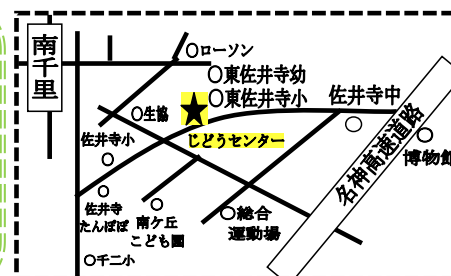 南千里
ローソン
東佐井寺幼
東佐井寺小
佐井寺中
生協
じどうセンター
佐井寺小
名神高速道路
博物館
佐井寺
たんぽぽ
南ケ丘
こども園
総合
運動場
千二小